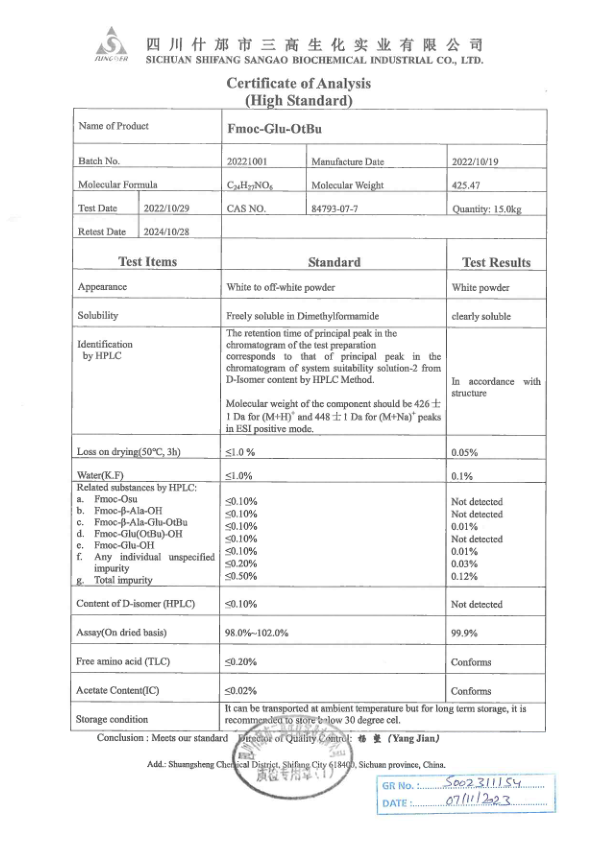 SUNGOER
四川什邡市三高生化实业有限公司
SICHUAN SHIFANG SANGAO BIOCHEMICAL INDUSTRIAL CO., LTD.
Certificate of Analysis
(High Standard)
Name of Product Fmoc-Glu-OtBu
Batch No. 20221001 Manufacture Date 2022/10/19
Molecular Formula C24H27NO6 Molecular Weight 425.47
Test Date 2022/10/29 CAS NO. 84793-07-7 Quantity: 15.0kg
Retest Date 2024/10/28
Test Items Standard Test Results
Appearance White to off-white powder White powder
Solubility Freely soluble in Dimethylformamide clearly soluble
Identification
by HPLC
The retention time of principal peak in the
chromatogram of the test preparation
corresponds to that of principal peak in the
chromatogram of system suitability solution-2 from
D-Isomer content by HPLC Method.
Molecular weight of the component should be 426士
1 Da for (M+H)+ and 448士1 Da for (M+Na)+ peaks
in ESI positive mode.
In accordance with
structure
Loss on drying(50℃, 3h) ≤1.0 % 0.05%
Water(K.F) ≤1.0% 0.1%
Related substances by HPLC:
a. Fmoc-Osu ≤0.10% Not detected
b. Fmoc-β-Ala-OH ≤0.10% Not detected
c. Fmoc-β-Ala-Glu-OtBu ≤0.10% 0.01%
d. Fmoc-Glu(OtBu)-OH ≤0.10% Not detected
e. Fmoc-Glu-OH ≤0.10% 0.01%
f. Any individual unspecified
impurity ≤0.20% 0.03%
g. Total impurity ≤0.50% 0.12%
Content of D-isomer (HPLC) ≤0.10% Not detected
Assay(On dried basis) 98.0%~102.0% 99.9%
Free amino acid (TLC) ≤0.20% Conforms
Acetate Content(IC) ≤0.02% Conforms
Storage condition
It can be transported at ambient temperature but for long term storage, it is
recommended to store below 30 degree cel.
Conclusion : Meets our standard Director of Quality Control: 杨 (Yang Jian)
Add.: Shuangsheng Chemical District, Shifang City 618400, Sichuan province, China.
质检专用章(1)
GR No.: 5002311154
DATE: 07/11/2023